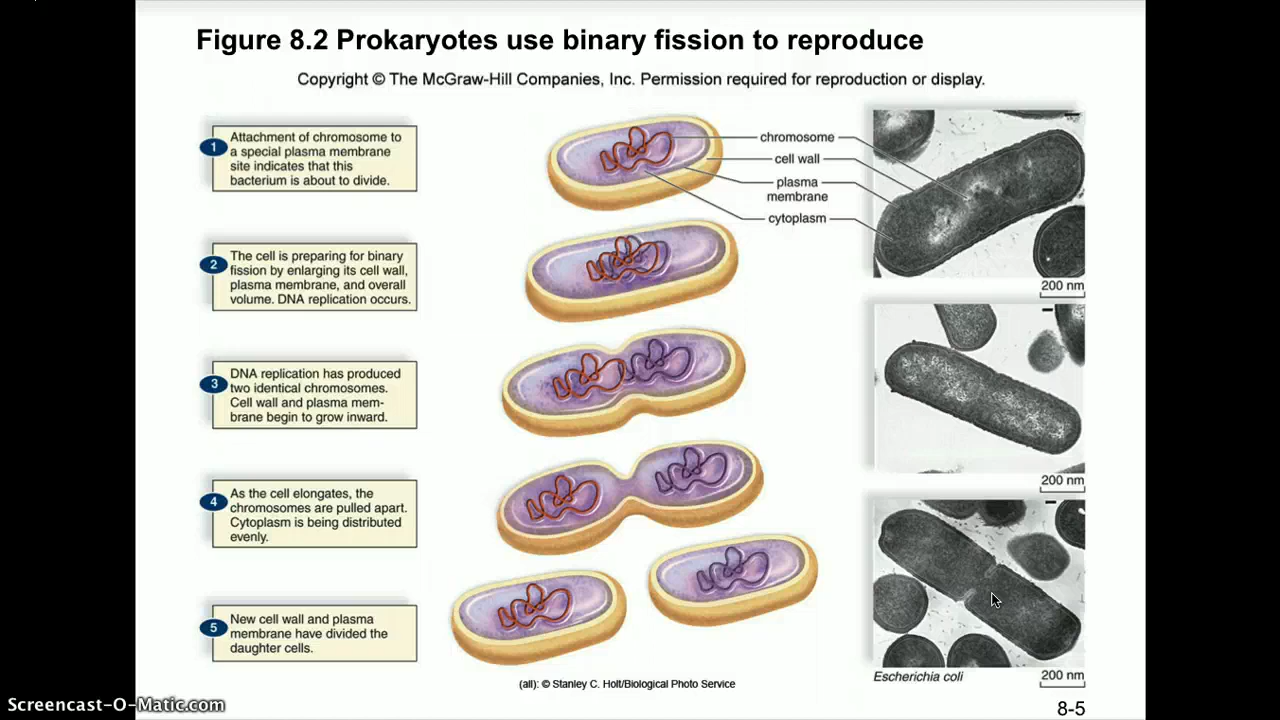 Figure 8.2 Prokaryotes use binary fission to reproduce
Copyright © The McGraw-Hill Companies, Inc. Permission required for reproduction or display.
1
Attachment of chromosome to
a special plasma membrane
site indicates that this
bacterium is about to divide.
chromosome
cell wall
plasma
membrane
cytoplasm
200 nm
2
The cell is preparing for binary
fission by enlarging its cell wall,
plasma membrane, and overall
volume. DNA replication occurs.
3
DNA replication has produced
two identical chromosomes.
Cell wall and plasma mem-
brane begin to grow inward.
200 nm
4
As the cell elongates, the
chromosomes are pulled apart.
Cytoplasm is being distributed
evenly.
5
New cell wall and plasma
membrane have divided the
daughter cells.
Escherichia coli
200 nm
(all): © Stanley C. Holt/Biological Photo Service
8-5
Screencast-O-Matic.com